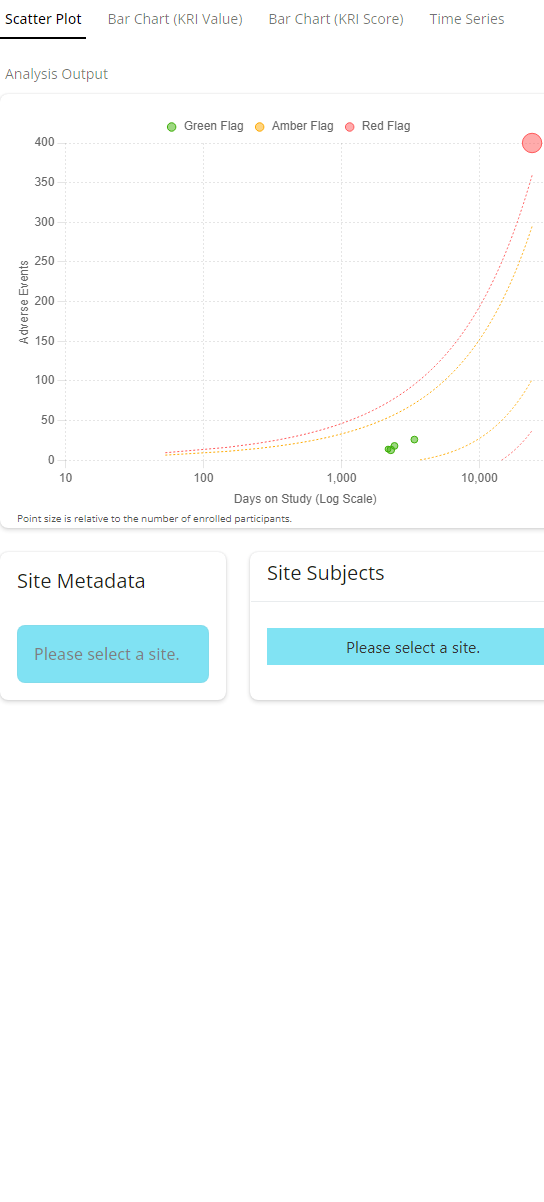 Scatter Plot Bar Chart (KRI Value) Bar Chart (KRI Score) Time Series
Analysis Output
Green Flag Amber Flag Red Flag
400
350
300
250
200
150
100
50
0
Adverse Events
10 100 1,000 10,000
Days on Study (Log Scale)
Point size is relative to the number of enrolled participants.
Site Metadata
Please select a site.
Site Subjects
Please select a site.